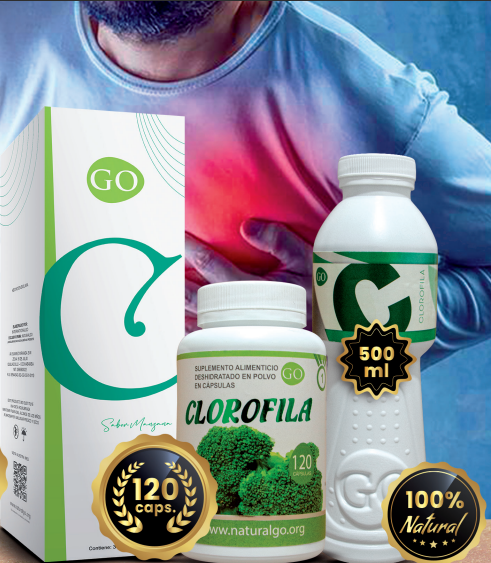 GO
C
Sabor Manzana
120
caps.
SUPLEMENTO ALIMENTICIO
DESHIDRATADO EN POLVO
EN CÁPSULAS
GO
CLOROFILA
120
www.naturalgo.org
GO
C
CLOROFILA
500
ml
GO
100%
Natural
Contiene: